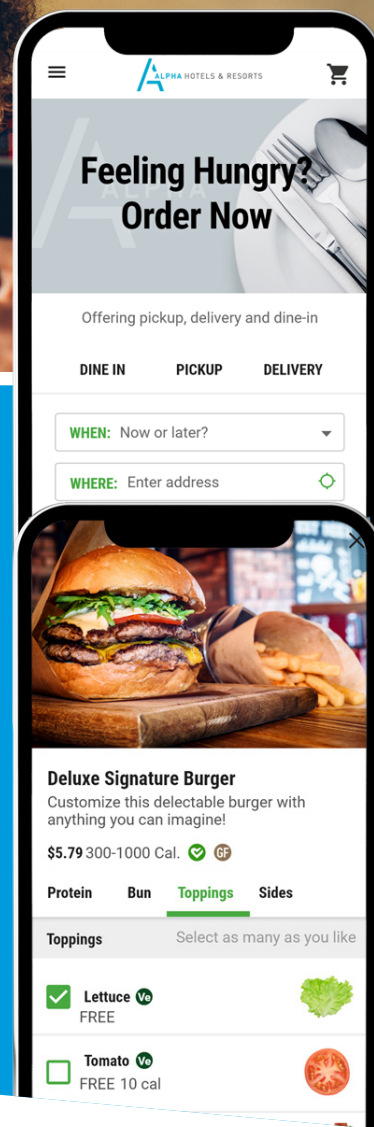 ALPHA HOTELS & RESORTS
ALPHA
Feeling Hungry?
Order Now
Offering pickup, delivery and dine-in
DINE IN PICKUP DELIVERY
WHEN: Now or later?
WHERE: Enter address
Deluxe Signature Burger
Customize this delectable burger with
anything you can imagine!
$5.79 300-1000 Cal. GF
Protein Bun Toppings Sides
Toppings Select as many as you like
Lettuce Ve
FREE
Tomato Ve
FREE 10 cal